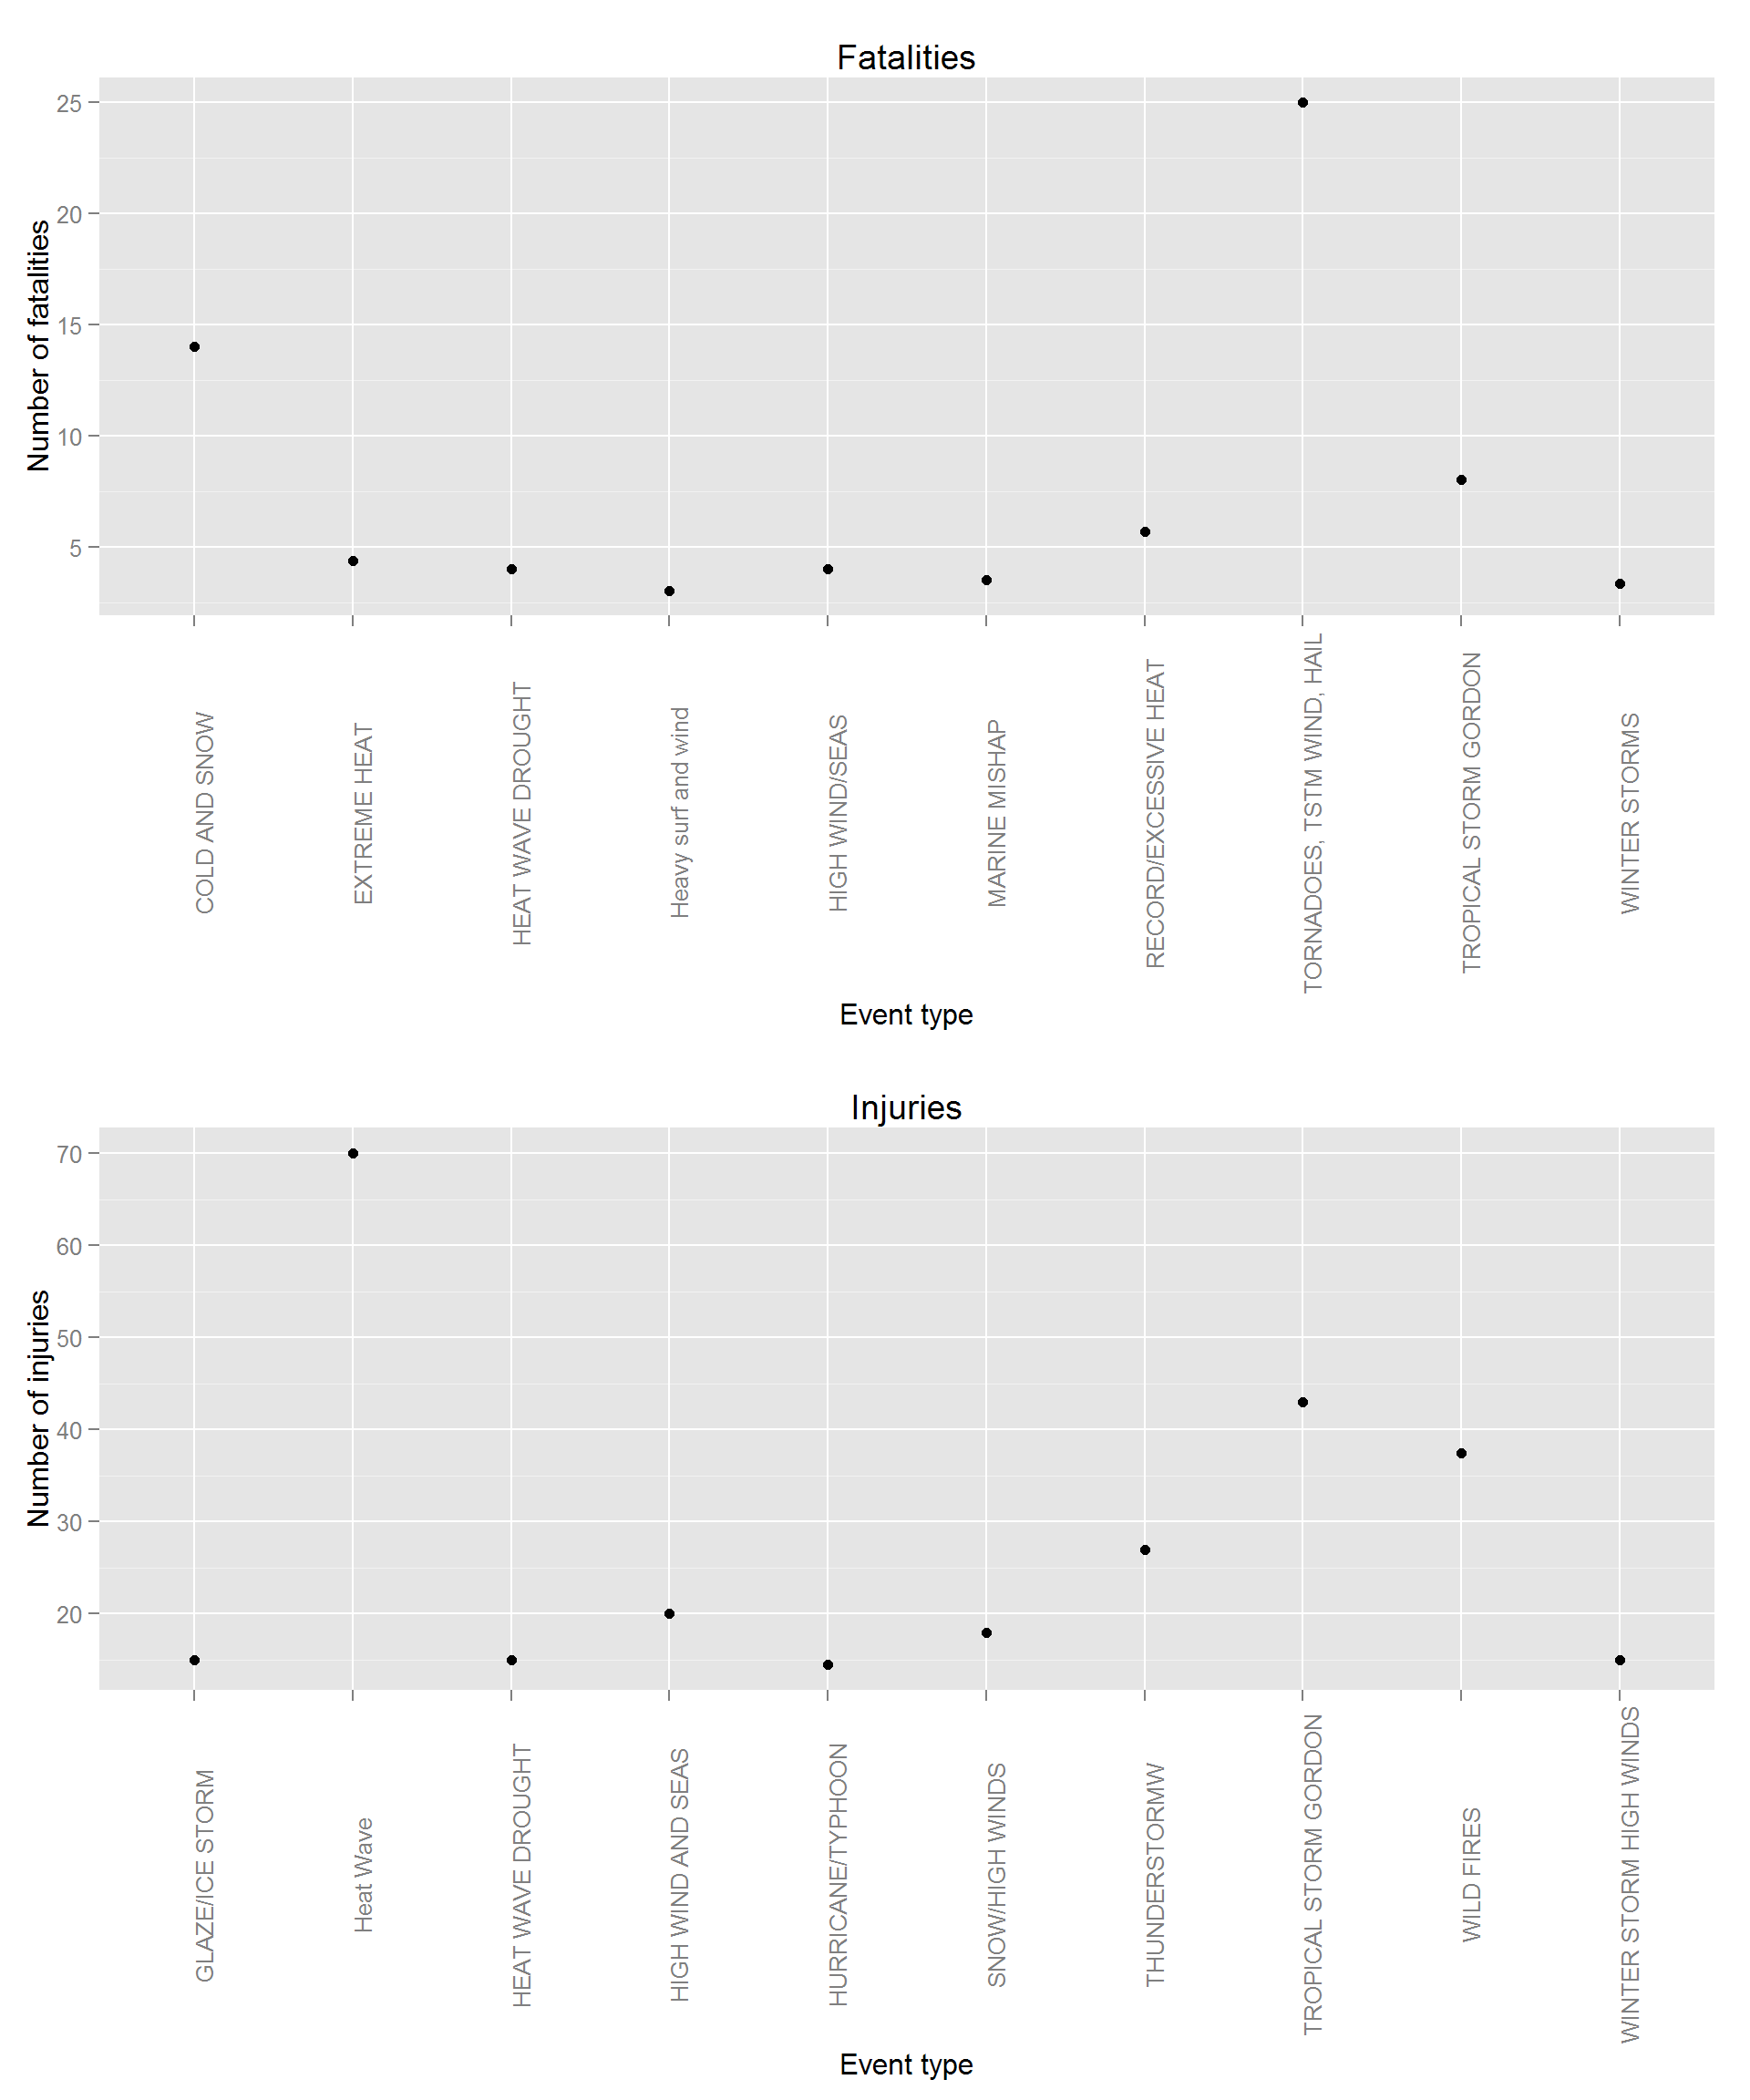 Fatalities
Number of fatalities
25
20
15
10
5
COLD AND SNOW
EXTREME HEAT
HEAT WAVE DROUGHT
Heavy surf and wind
HIGH WIND/SEAS
MARINE MISHAP
RECORD/EXCESSIVE HEAT
TORNADOES, TSTM WIND, HAIL
TROPICAL STORM GORDON
WINTER STORMS
Event type
Injuries
Number of injuries
70
60
50
40
30
20
GLAZE/ICE STORM
Heat Wave
HEAT WAVE DROUGHT
HIGH WIND AND SEAS
HURRICANE/TYPHOON
SNOW/HIGH WINDS
THUNDERSTORMW
TROPICAL STORM GORDON
WILD FIRES
WINTER STORM HIGH WINDS
Event type